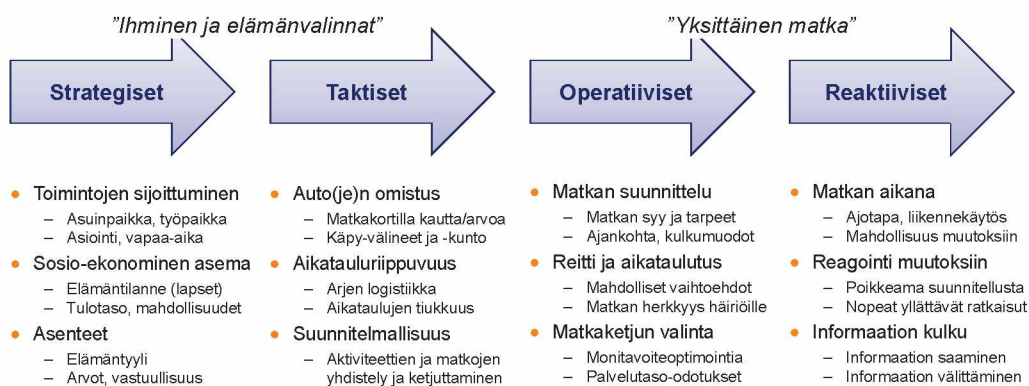 "Ihminen ja elämänvalinnat"
"Yksittäinen matka"
Strategiset
Taktiset
Operatiiviset
Reaktiiviset
• Toimintojen sijoittuminen
– Asuinpaikka, työpaikka
– Asiointi, vapaa-aika
• Sosio-ekonominen asema
– Elämäntilanne (lapset)
– Tulotaso, mahdollisuudet
• Asenteet
– Elämäntyyli
– Arvot, vastuullisuus
• Auto(je)n omistus
– Matkakortilla kautta/arvoa
– Käpy-välineet ja -kunto
• Aikatauluriippuvuus
– Arjen logistiikka
– Aikataulujen tiukkuus
• Suunnitelmallisuus
– Aktiviteettien ja matkojen
yhdistely ja ketjuttaminen
• Matkan suunnittelu
– Matkan syy ja tarpeet
– Ajankohta, kulkumuodot
• Reitti ja aikataulutus
– Mahdolliset vaihtoehdot
– Matkan herkkyys häiriöille
• Matkaketjun valinta
– Monitavoiteoptimointia
– Palvelutaso-odotukset
• Matkan aikana
– Ajotapa, liikennekäytös
– Mahdollisuus muutoksiin
• Reagointi muutoksiin
– Poikkeama suunnitellusta
– Nopeat yllättävät ratkaisut
• Informaation kulku
– Informaation saaminen
– Informaation välittäminen